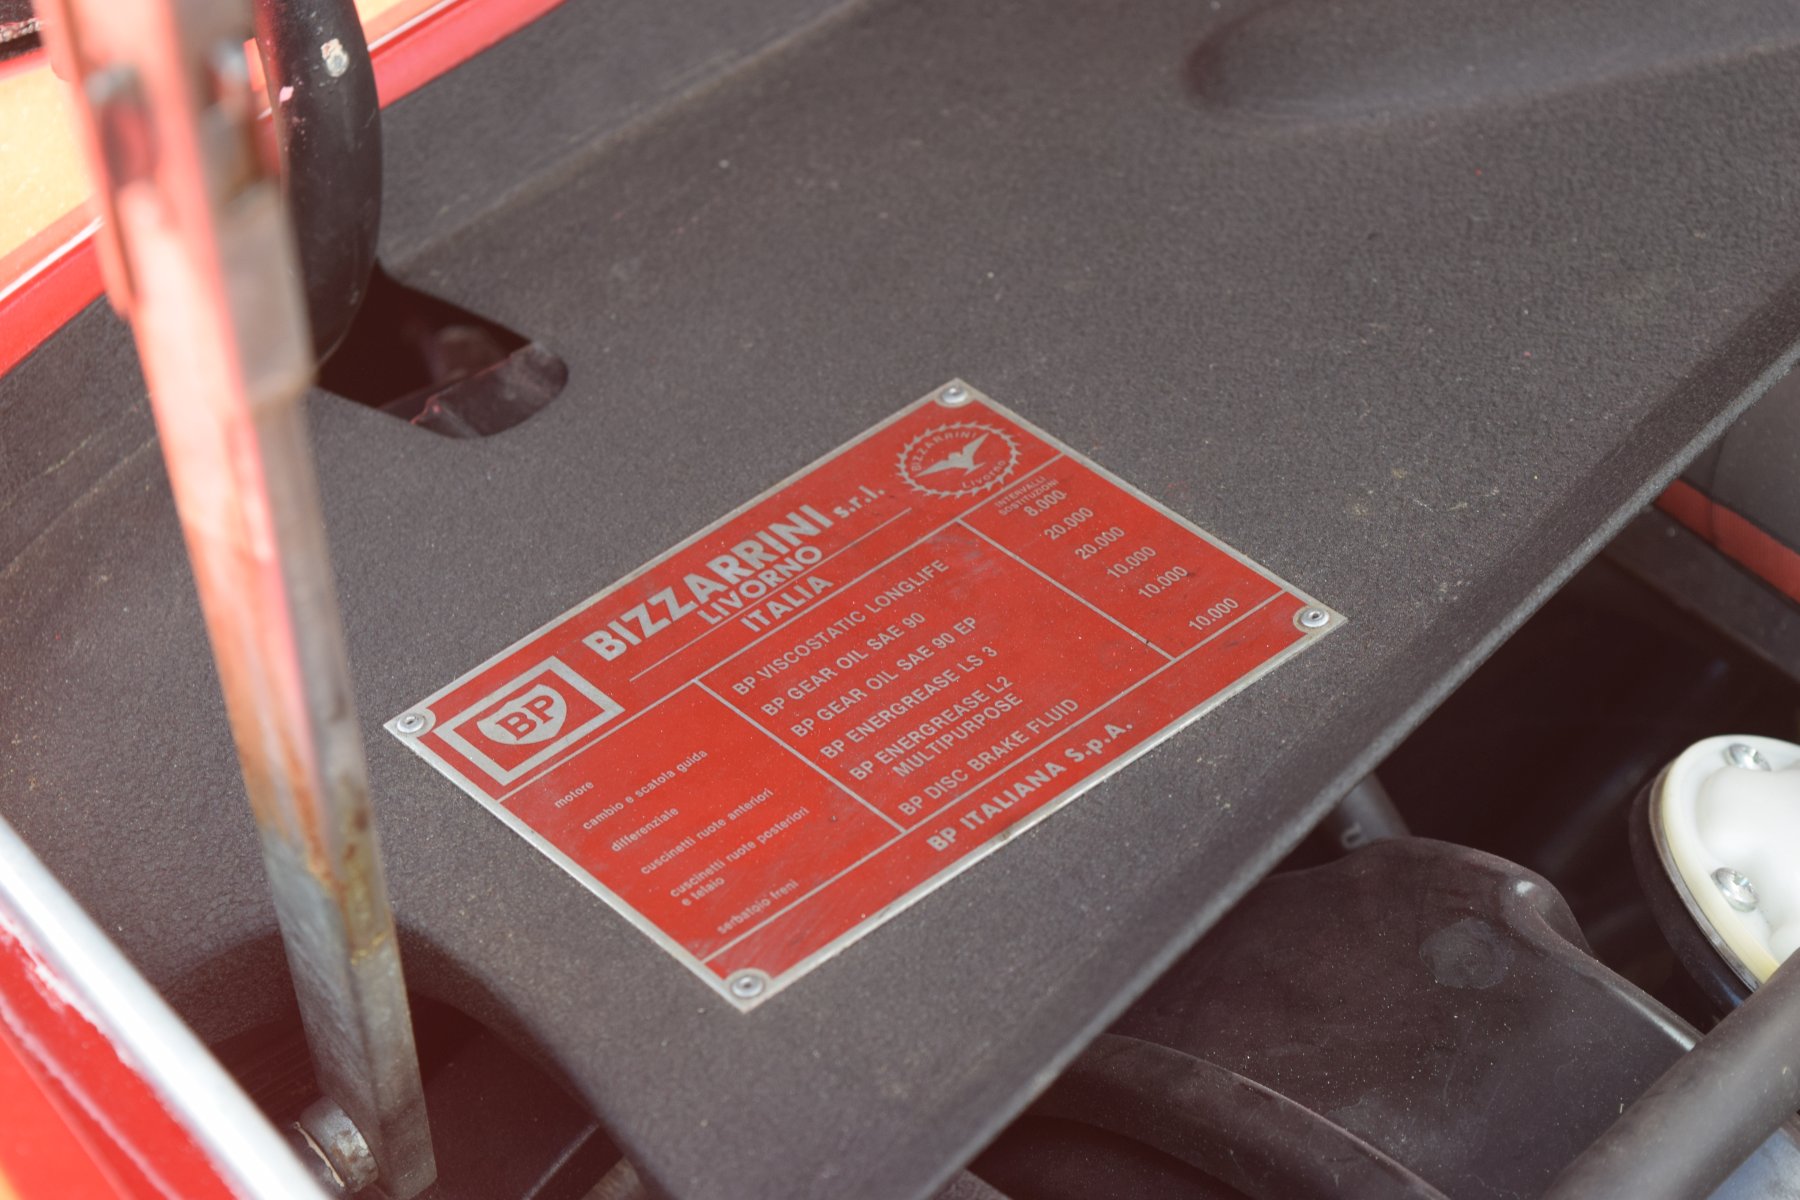 BP
BIZZARRINI s.r.l.
LIVORNO
ITALIA
BIZZARRINI
Livorno
INTERVALLI
SOSTITUZIONI
motore BP VISCOSTATIC LONGLIFE 8.000
cambio e scatola guida BP GEAR OIL SAE 90 20.000
differenziale BP GEAR OIL SAE 90 EP 20.000
cuscinetti ruote anteriori BP ENERGREASE LS 3 10.000
cuscinetti ruote posteriori BP ENERGREASE L2 10.000
e telaio MULTIPURPOSE
serbatoio freni BP DISC BRAKE FLUID 10.000
BP ITALIANA S.p.A.